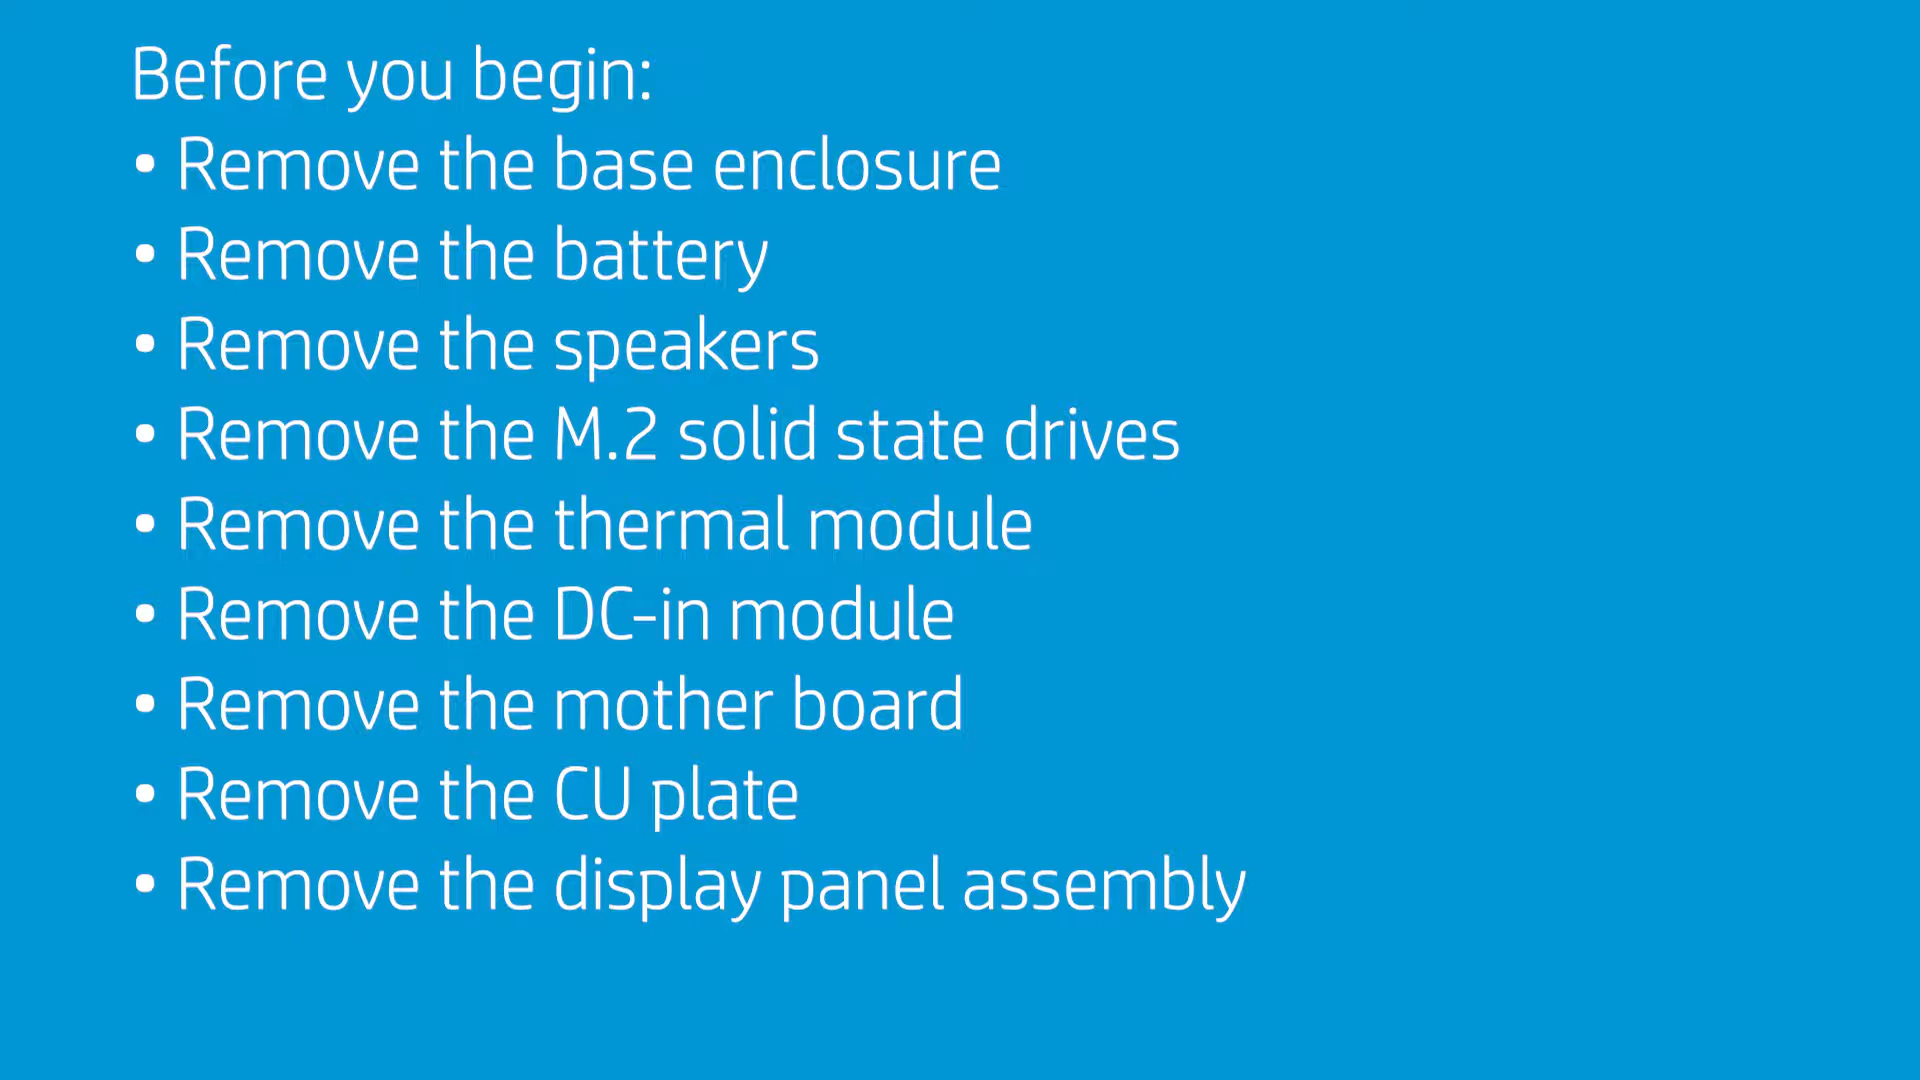 Before you begin:
• Remove the base enclosure
• Remove the battery
• Remove the speakers
• Remove the M.2 solid state drives
• Remove the thermal module
• Remove the DC-in module
• Remove the mother board
• Remove the CU plate
• Remove the display panel assembly